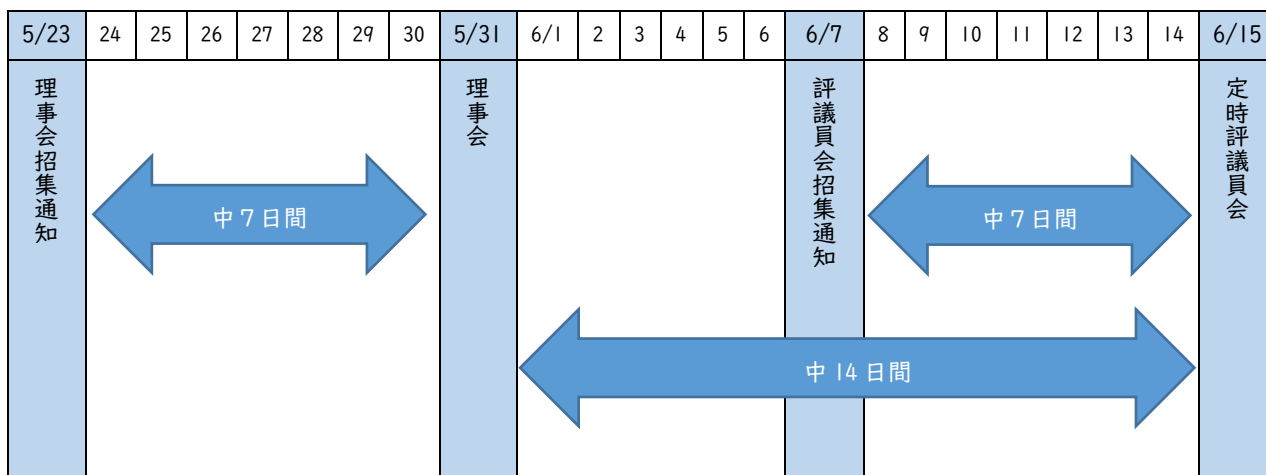 5/23 24 25 26 27 28 29 30 5/31 6/1 2 3 4 5 6 6/7 8 9 10 11 12 13 14 6/15
理事会招集通知
理事会
評議員会招集通知
定時評議員会
中7日間
中7日間
中14日間